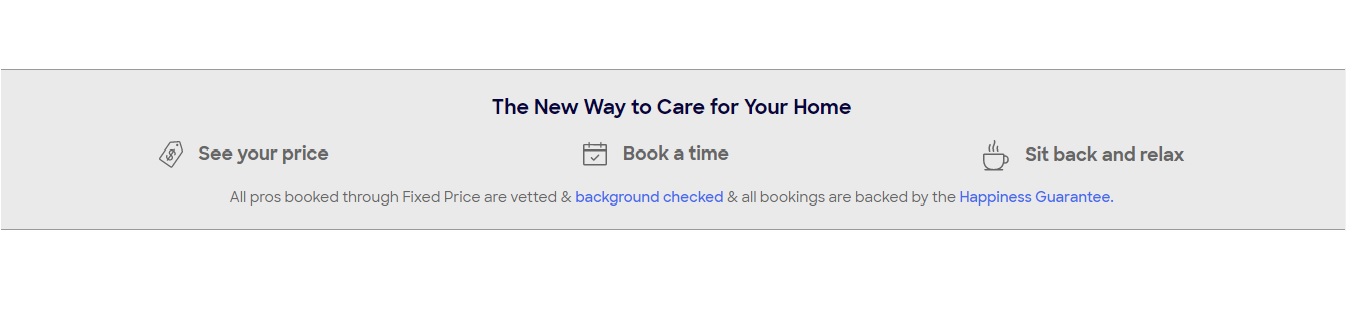 The New Way to Care for Your Home
See your price
Book a time
Sit back and relax
All pros booked through Fixed Price are vetted & background checked & all bookings are backed by the Happiness Guarantee.